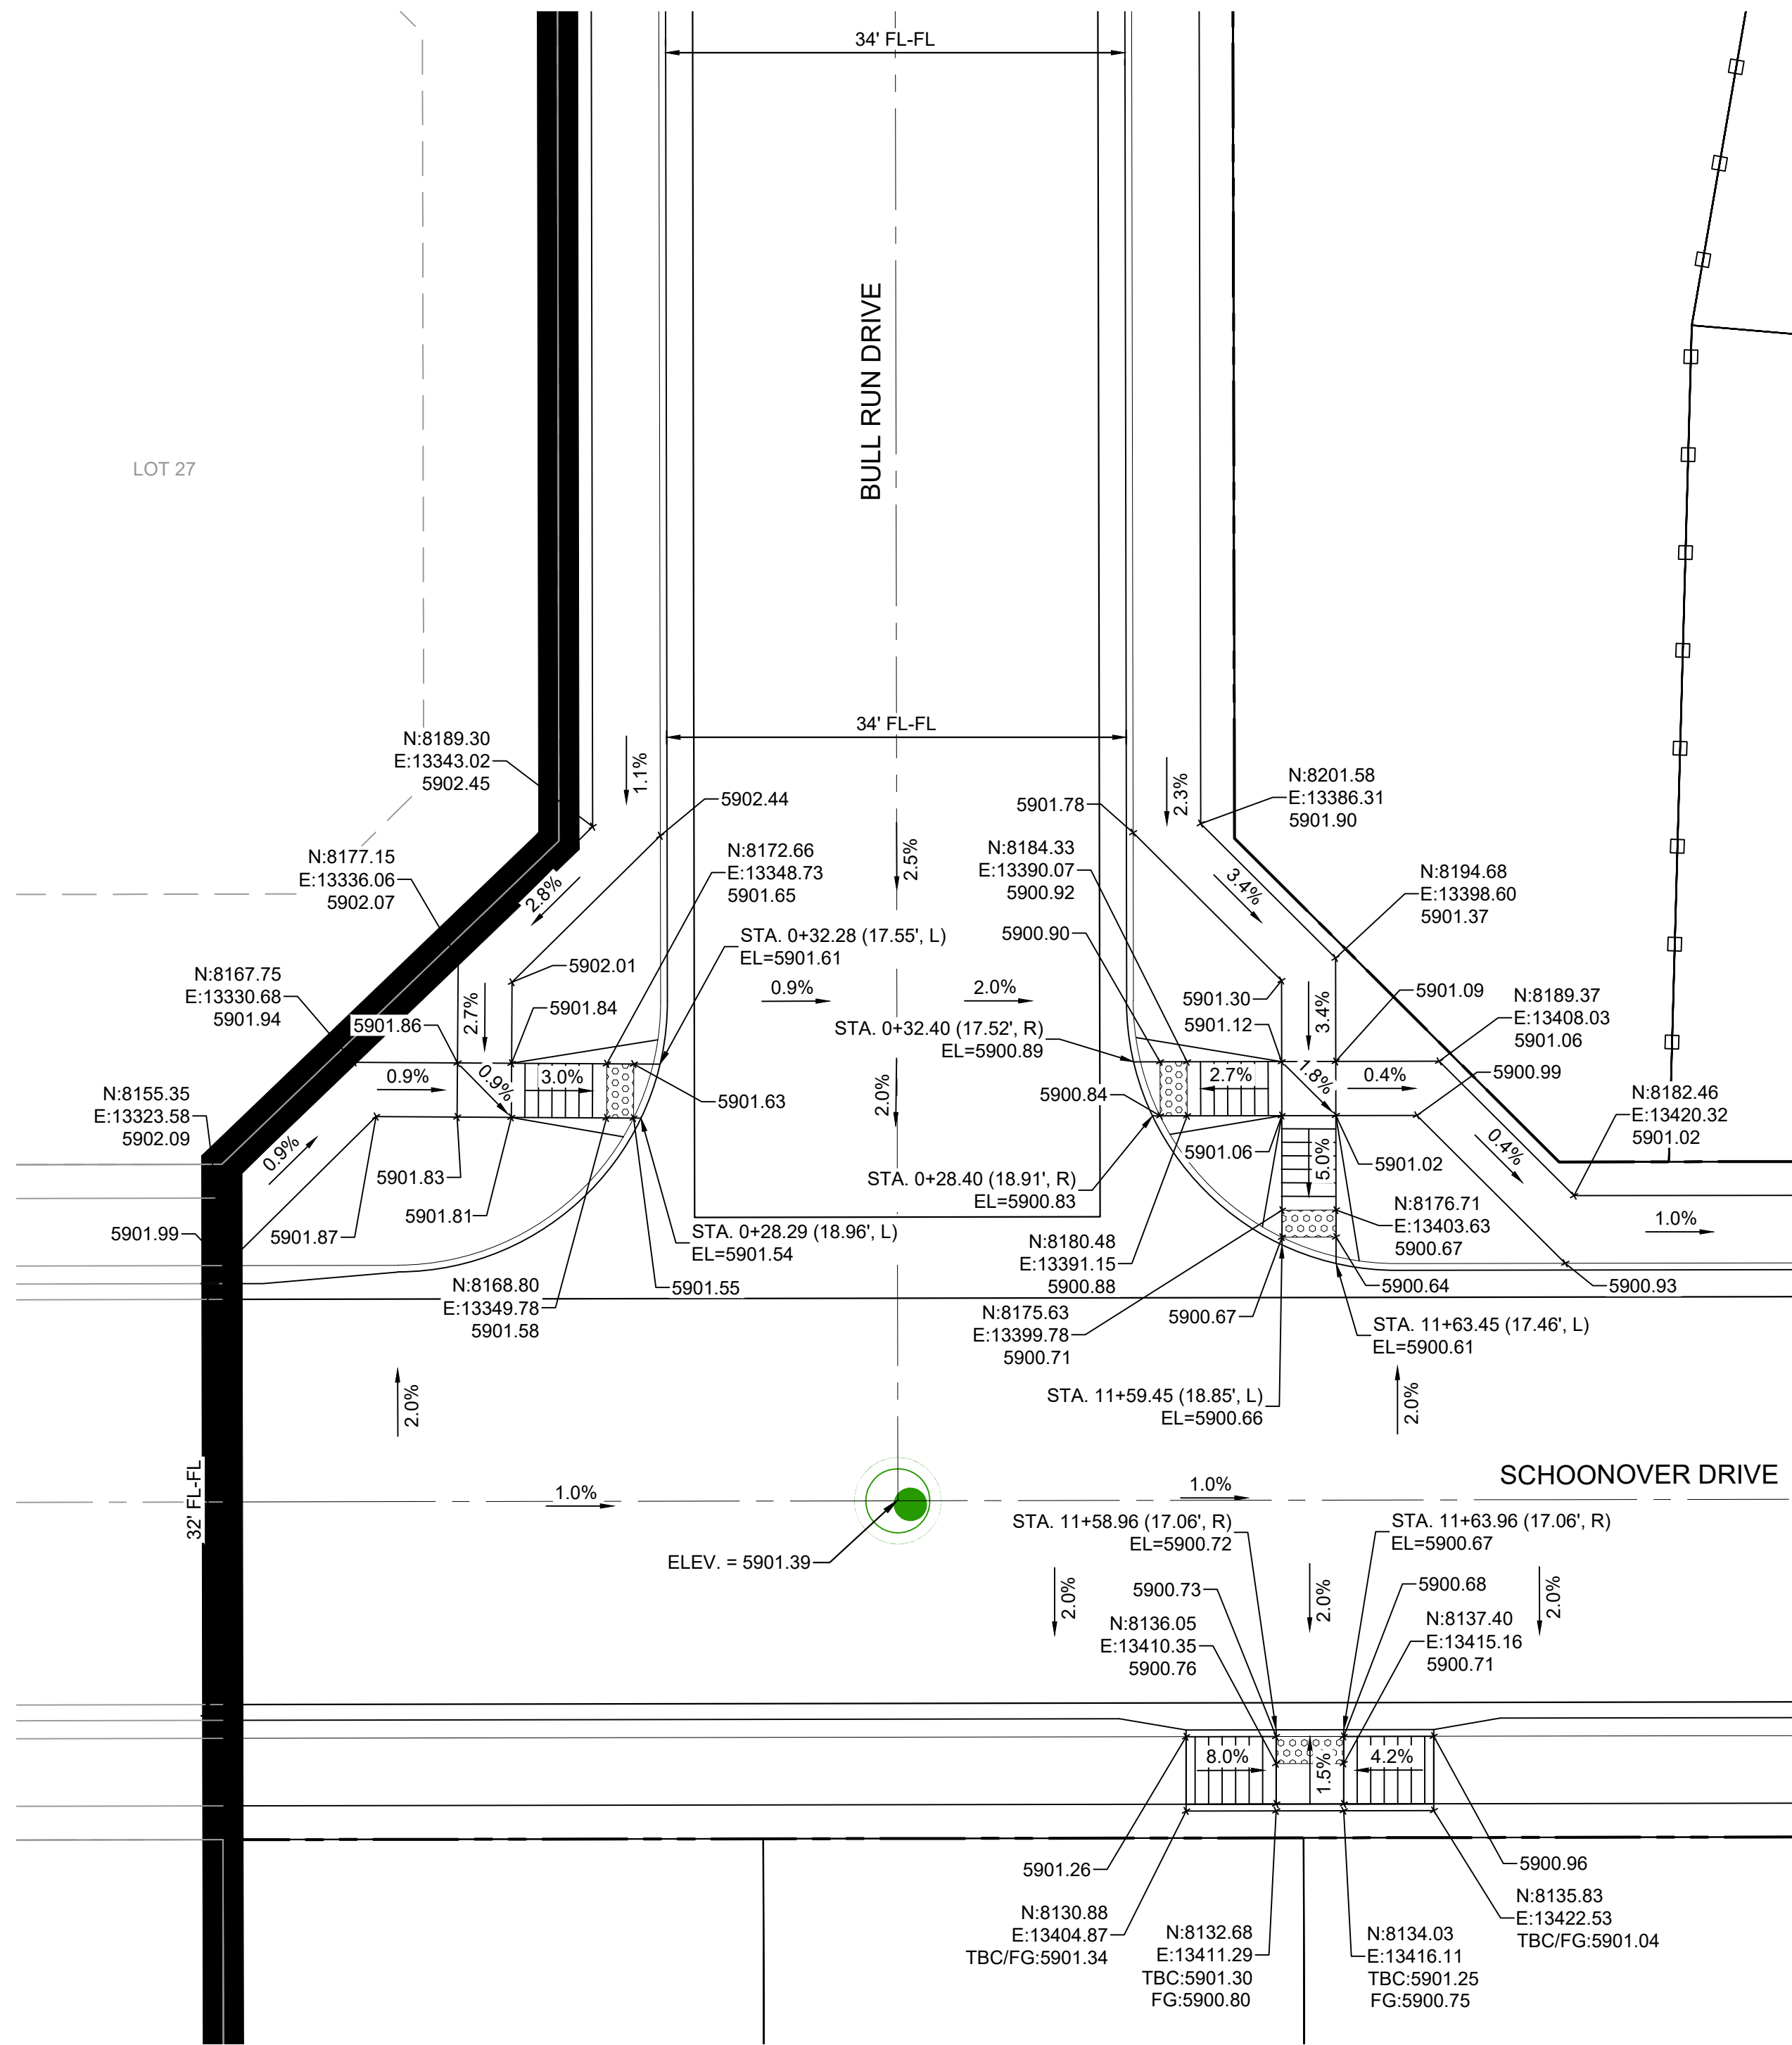 34' FL-FL
BULL RUN DRIVE
LOT 27
34' FL-FL
N:8189.30
E:13343.02
5902.45
1.1%
5902.44
5901.78
2.3%
N:8201.58
E:13386.31
5901.90
N:8177.15
E:13336.06
5902.07
2.8%
N:8172.66
E:13348.73
5901.65
2.5%
N:8184.33
E:13390.07
5900.92
3.4%
N:8194.68
E:13398.60
5901.37
STA. 0+32.28 (17.55', L)
EL=5901.61
5900.90
N:8167.75
E:13330.68
5901.94
5902.01
0.9%
2.0%
5901.30
5901.09
N:8189.37
E:13408.03
5901.06
5901.86
2.7%
5901.84
STA. 0+32.40 (17.52', R)
EL=5900.89
5901.12
3.4%
0.9%
0.9%
3.0%
5901.63
2.0%
5900.84
2.7%
1.8%
0.4%
5900.99
N:8155.35
E:13323.58
5902.09
0.9%
N:8182.46
E:13420.32
5901.02
5901.83
5901.81
5901.06
5.0%
5901.02
0.4%
STA. 0+28.40 (18.91', R)
EL=5900.83
5901.99
5901.87
STA. 0+28.29 (18.96', L)
EL=5901.54
N:8176.71
E:13403.63
5900.67
1.0%
N:8180.48
E:13391.15
5900.88
N:8168.80
E:13349.78
5901.58
5901.55
5900.64
5900.93
N:8175.63
E:13399.78
5900.71
5900.67
STA. 11+63.45 (17.46', L)
EL=5900.61
2.0%
STA. 11+59.45 (18.85', L)
EL=5900.66
2.0%
32' FL-FL
SCHOONOVER DRIVE
1.0%
1.0%
ELEV. = 5901.39
STA. 11+58.96 (17.06', R)
EL=5900.72
STA. 11+63.96 (17.06', R)
EL=5900.67
2.0%
5900.73
2.0%
5900.68
2.0%
N:8136.05
E:13410.35
5900.76
N:8137.40
E:13415.16
5900.71
8.0%
1.5%
4.2%
5901.26
5900.96
N:8130.88
E:13404.87
TBC/FG:5901.34
N:8132.68
E:13411.29
TBC:5901.30
FG:5900.80
N:8134.03
E:13416.11
TBC:5901.25
FG:5900.75
N:8135.83
E:13422.53
TBC/FG:5901.04